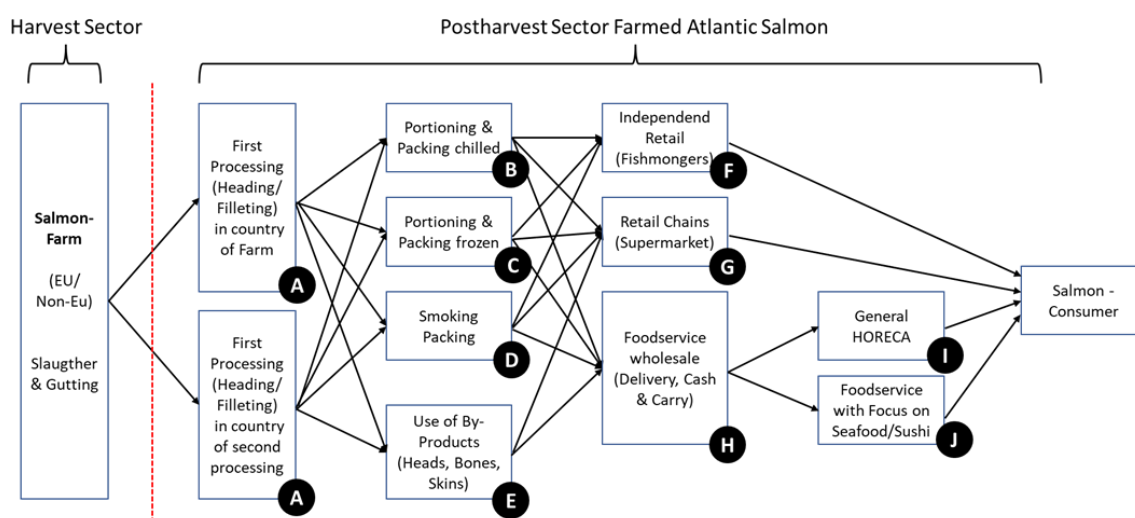 Harvest Sector
Postharvest Sector Farmed Atlantic Salmon
Salmon-
Farm
(EU/
Non-Eu)
Slaugther
& Gutting
First
Processing
(Heading/
Filleting)
in country
of Farm
A
First
Processing
(Heading/
Filleting)
in country
of second
processing
A
Portioning &
Packing chilled
B
Portioning &
Packing frozen
C
Smoking
Packing
D
Use of By-
Products
(Heads, Bones,
Skins)
E
Independend
Retail
(Fishmongers)
F
Retail Chains
(Supermarket)
G
Foodservice
wholesale
(Delivery, Cash
& Carry)
H
General
HORECA
I
Foodservice
with Focus on
Seafood/Sushi
J
Salmon -
Consumer